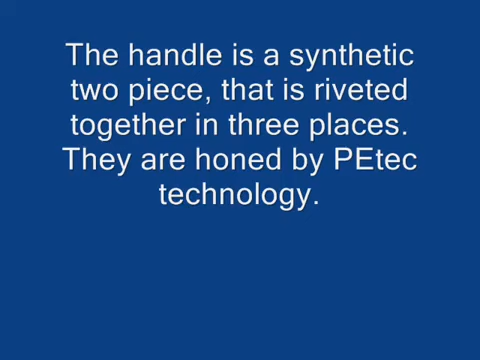 The handle is a synthetic
two piece, that is riveted
together in three places.
They are honed by PEtec
technology.